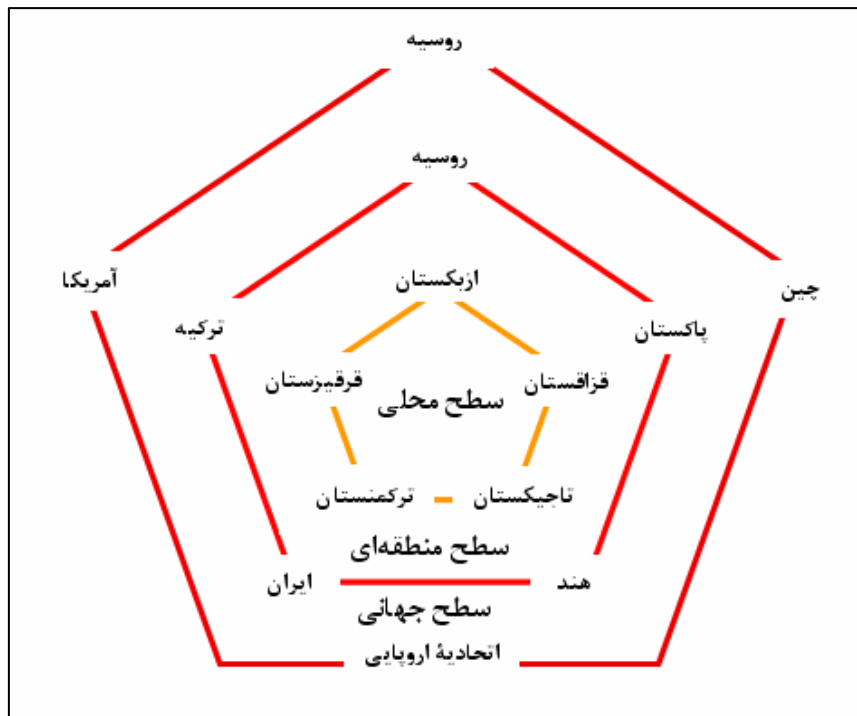 روسیه
روسیه
ازبکستان
چین
آمریکا
پاکستان
ترکیه
قزاقستان
قرقیزستان
سطح محلی
تاجیکستان
ترکمنستان
سطح منطقه‌ای
هند
ایران
سطح جهانی
اتحادیهٔ اروپایی